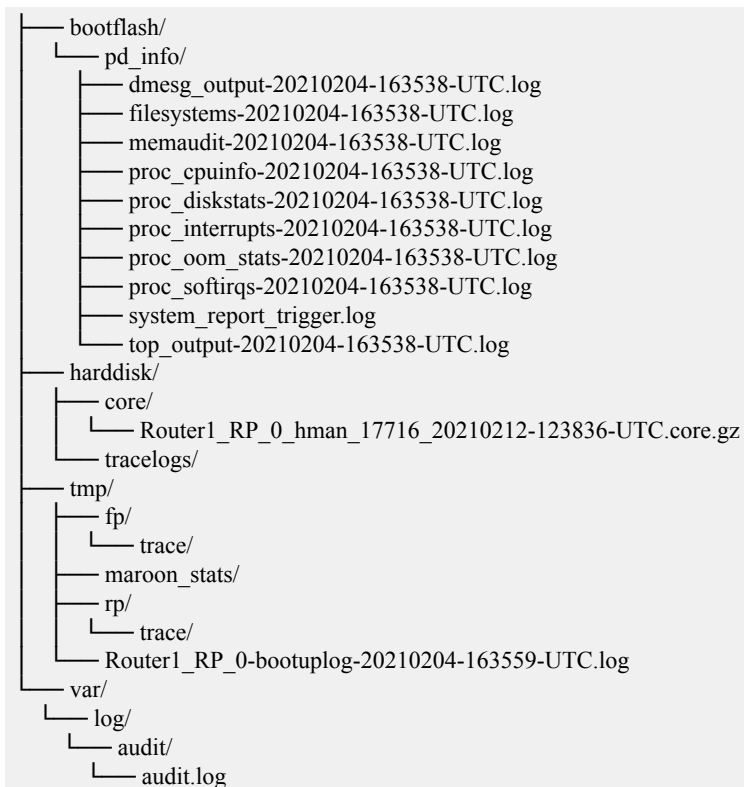 bootflash/
pd_info/
dmesg_output-20210204-163538-UTC.log
filesystems-20210204-163538-UTC.log
memaudit-20210204-163538-UTC.log
proc_cpuinfo-20210204-163538-UTC.log
proc_diskstats-20210204-163538-UTC.log
proc_interrupts-20210204-163538-UTC.log
proc_oom_stats-20210204-163538-UTC.log
proc_softirqs-20210204-163538-UTC.log
system_report_trigger.log
top_output-20210204-163538-UTC.log
harddisk/
core/
Router1_RP_0_hman_17716_20210212-123836-UTC.core.gz
tracelogs/
tmp/
fp/
trace/
maroon_stats/
rp/
trace/
Router1_RP_0-bootuplog-20210204-163559-UTC.log
var/
log/
audit/
audit.log